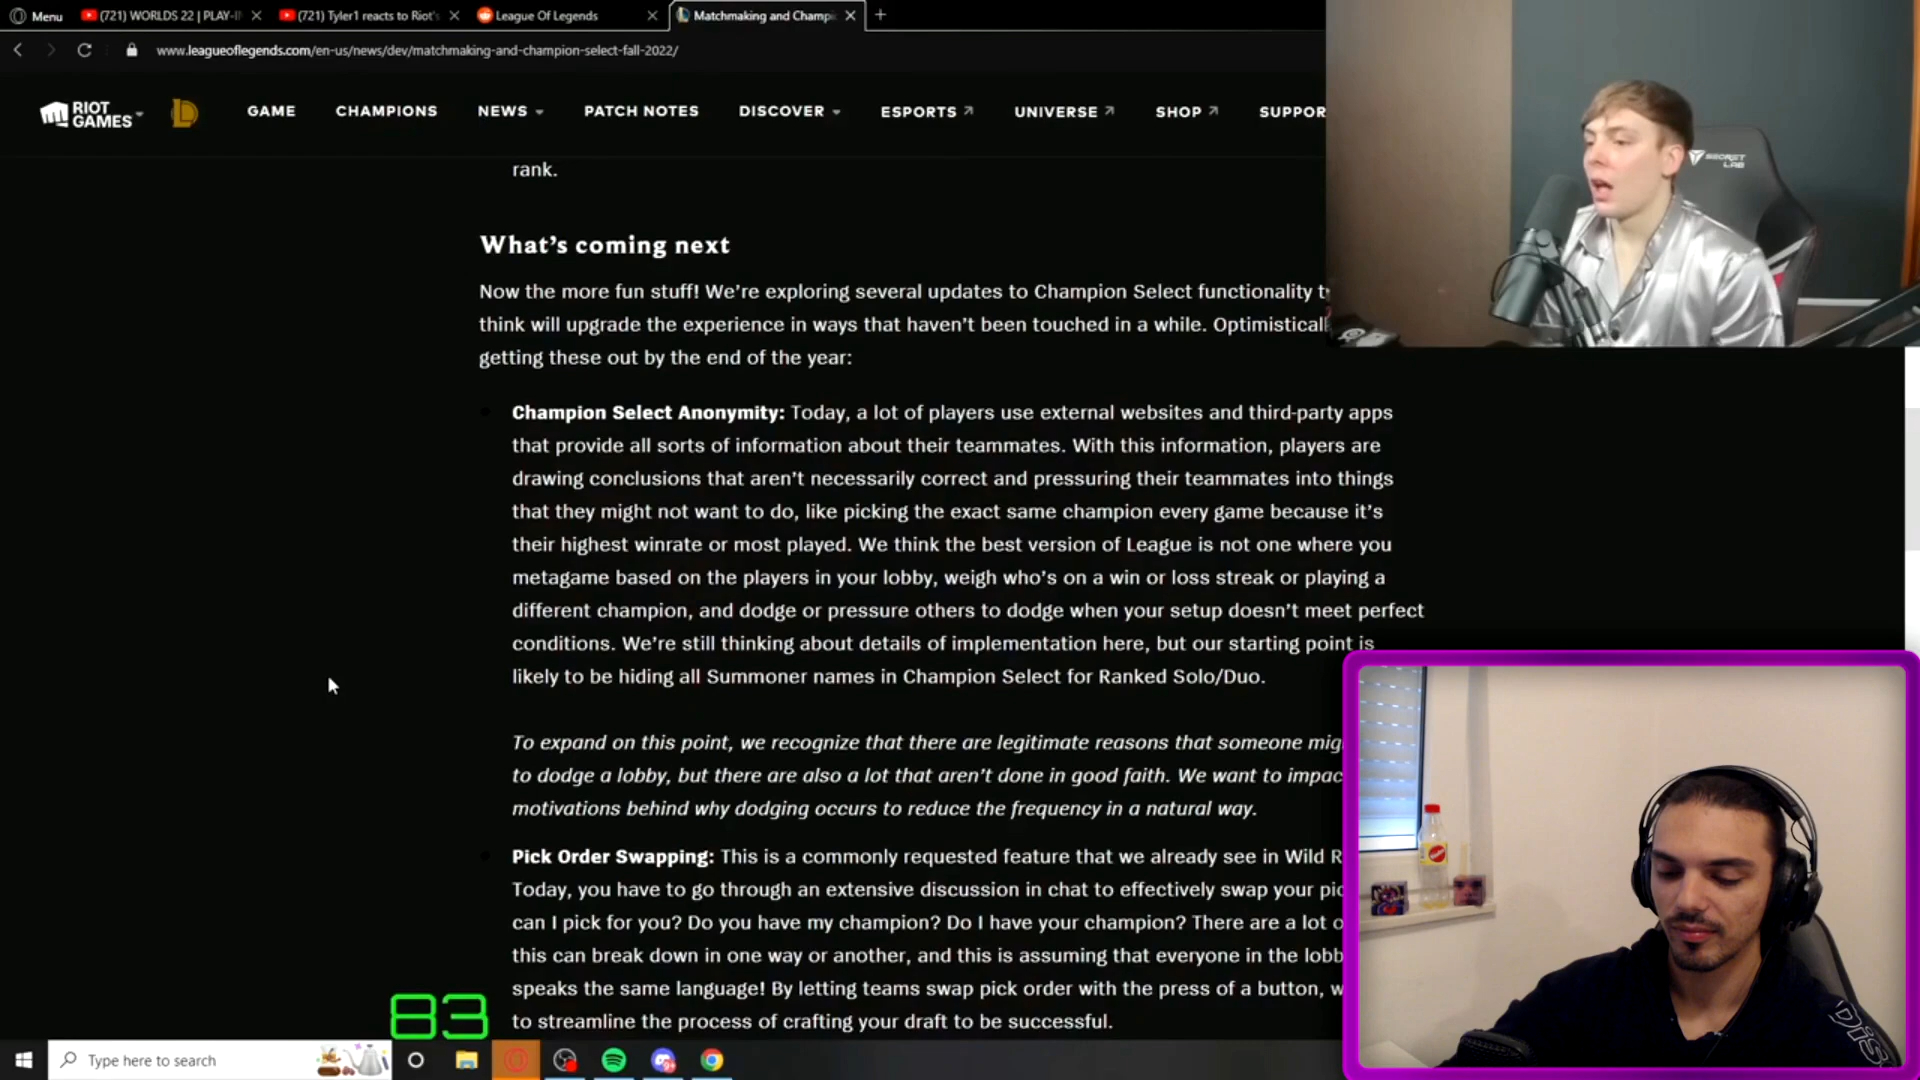 Menu
(721) WORLDS 22 | PLAY-I
(721) Tyler1 reacts to Riot's
League Of Legends
Matchmaking and Champi
www.leagueoflegends.com/en-us/news/dev/matchmaking-and-champion-select-fall-2022/
RIOT GAMES
GAME
CHAMPIONS
NEWS
PATCH NOTES
DISCOVER
ESPORTS
UNIVERSE
SHOP
SUPPOR
SECRET LAB
rank.
What's coming next
Now the more fun stuff! We're exploring several updates to Champion Select functionality t
think will upgrade the experience in ways that haven't been touched in a while. Optimistical
getting these out by the end of the year:
Champion Select Anonymity: Today, a lot of players use external websites and third-party apps
that provide all sorts of information about their teammates. With this information, players are
drawing conclusions that aren't necessarily correct and pressuring their teammates into things
that they might not want to do, like picking the exact same champion every game because it's
their highest winrate or most played. We think the best version of League is not one where you
metagame based on the players in your lobby, weigh who's on a win or loss streak or playing a
different champion, and dodge or pressure others to dodge when your setup doesn't meet perfect
conditions. We're still thinking about details of implementation here, but our starting point is
likely to be hiding all Summoner names in Champion Select for Ranked Solo/Duo.
To expand on this point, we recognize that there are legitimate reasons that someone mig
to dodge a lobby, but there are also a lot that aren't done in good faith. We want to impac
motivations behind why dodging occurs to reduce the frequency in a natural way.
Pick Order Swapping: This is a commonly requested feature that we already see in Wild R
Today, you have to go through an extensive discussion in chat to effectively swap your pic
can I pick for you? Do you have my champion? Do I have your champion? There are a lot o
this can break down in one way or another, and this is assuming that everyone in the lobb
speaks the same language! By letting teams swap pick order with the press of a button, w
to streamline the process of crafting your draft to be successful.
83
Type here to search